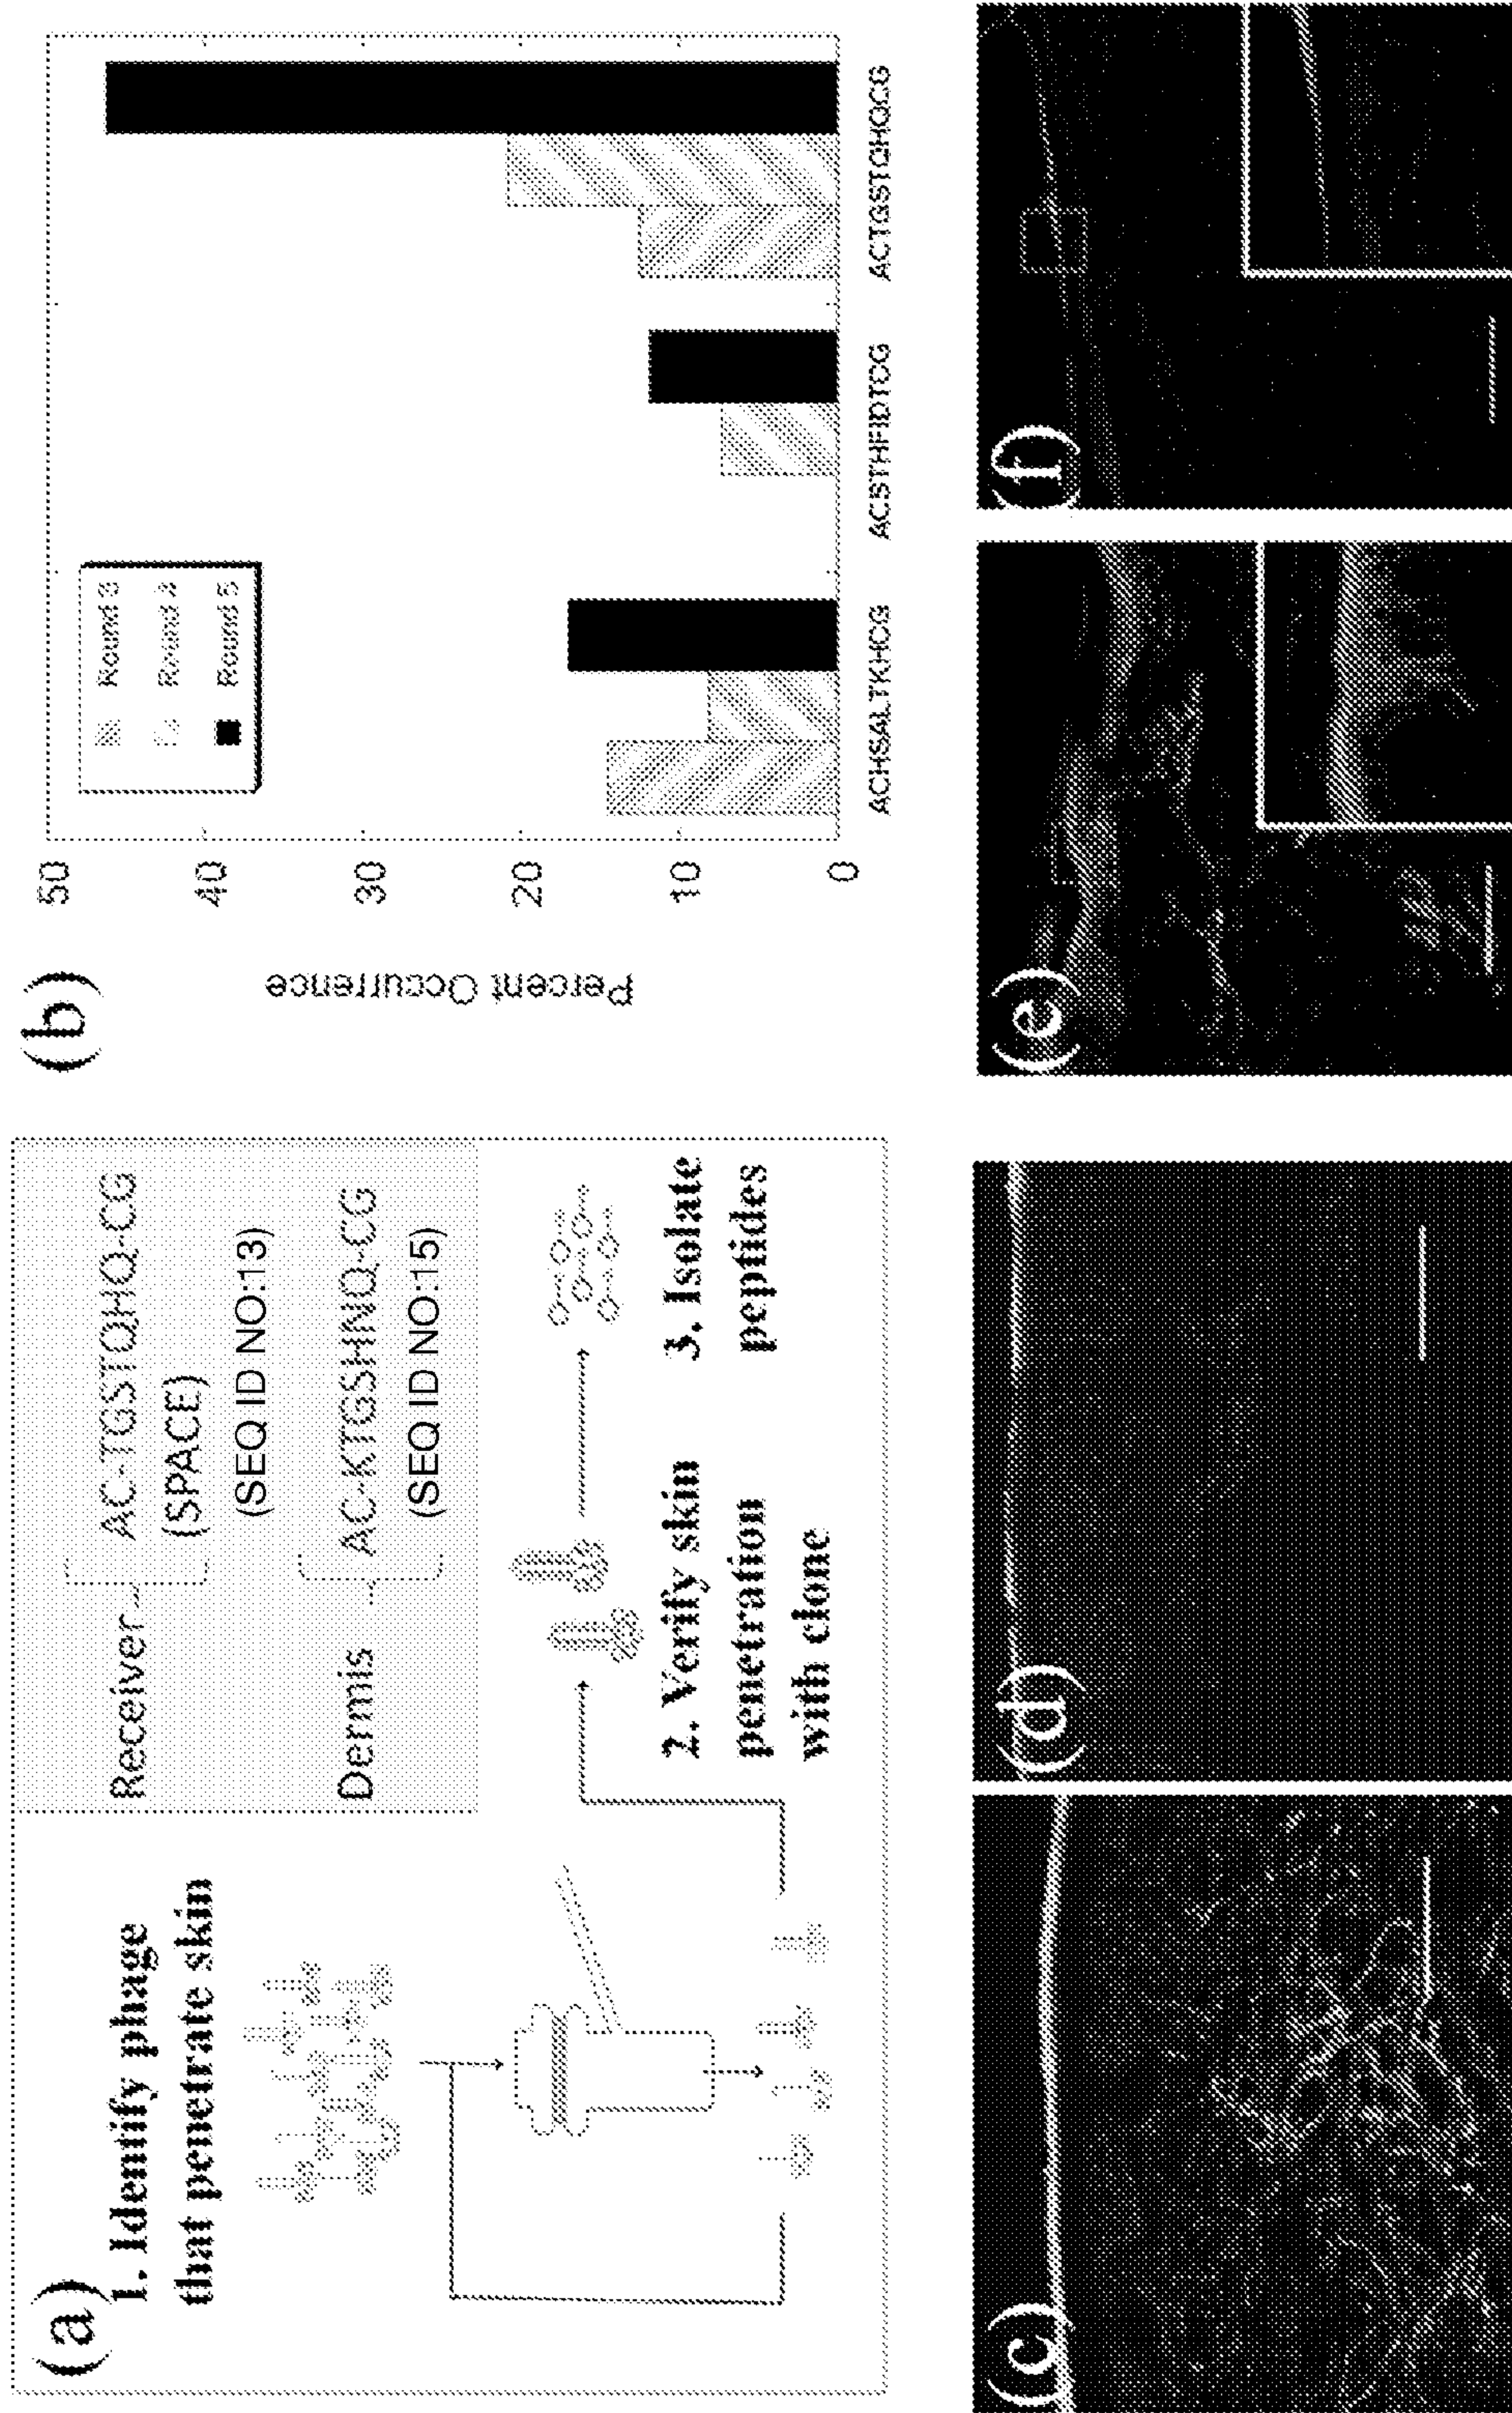 (a)
1. Identify phage
that penetrate skin
Receiver
AC-TGSTQHQ-CG
(SPACE)
(SEQ ID NO:13)
Dermis
AC-KTGSHNQ-CG
(SEQ ID NO:15)
2. Verify skin
penetration
with clone
3. Isolate
peptides
(b)
Percent Occurrence
50
40
30
20
10
0
Round 3
Round 4
Round 5
ACHSALTKHCG
ACSTHFIDTCG
ACTGSTQHQCG
(c)
(d)
(e)
(f)